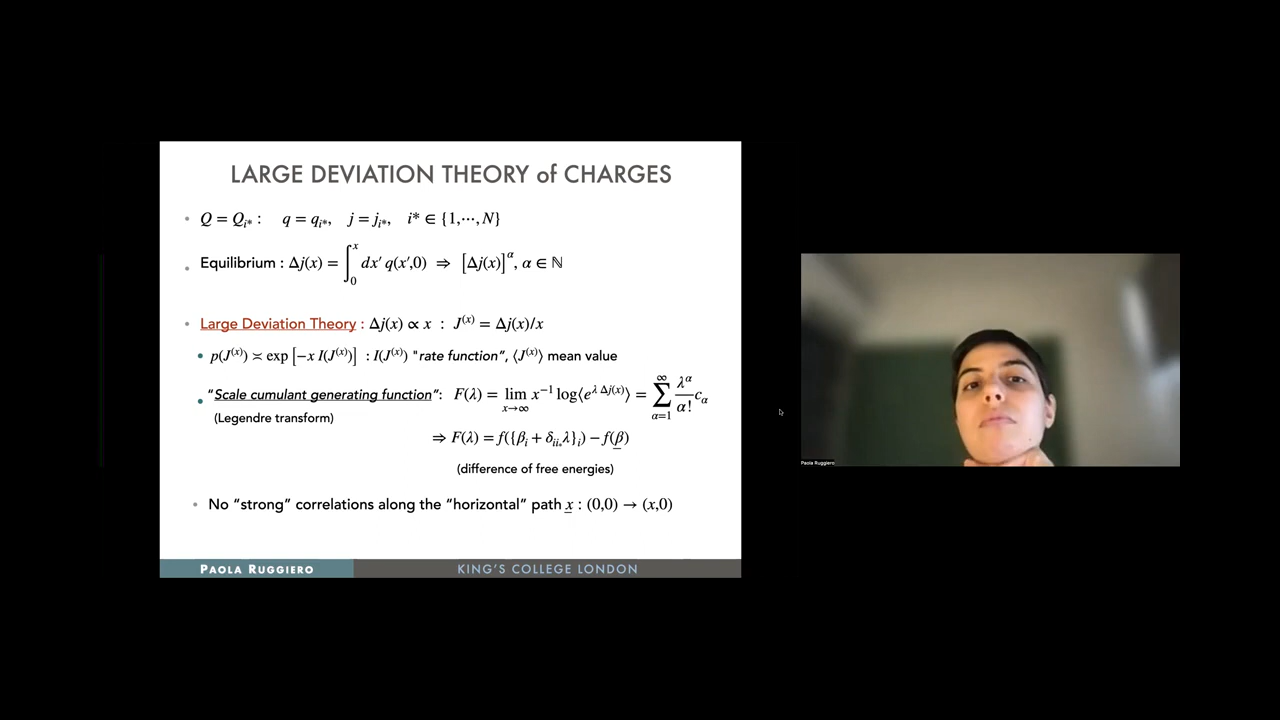 LARGE DEVIATION THEORY of CHARGES
• Q = Q_{i*} : q = q_{i*}, j = j_{i*}, i* ∈ {1,⋯,N}
• Equilibrium : Δj(x) = ∫_0^x dx′ q(x′,0) ⇒ [Δj(x)]^α, α ∈ ℕ
• Large Deviation Theory : Δj(x) ∝ x : J^{(x)} = Δj(x)/x
• p(J^{(x)}) ≍ exp [−x I(J^{(x)})] : I(J^{(x)}) "rate function", ⟨J^{(x)}⟩ mean value
• "Scale cumulant generating function": F(λ) = lim_{x→∞} x^{−1} log⟨e^{λ Δj(x)}⟩ = ∑_{α=1}^∞ λ^α/α! c_α
(Legendre transform)
⇒ F(λ) = f({β_i + δ_{ii*}λ}_i) − f(β)
(difference of free energies)
• No "strong" correlations along the "horizontal" path x : (0,0) → (x,0)
PAOLA RUGGIERO KING'S COLLEGE LONDON
Paola Ruggiero